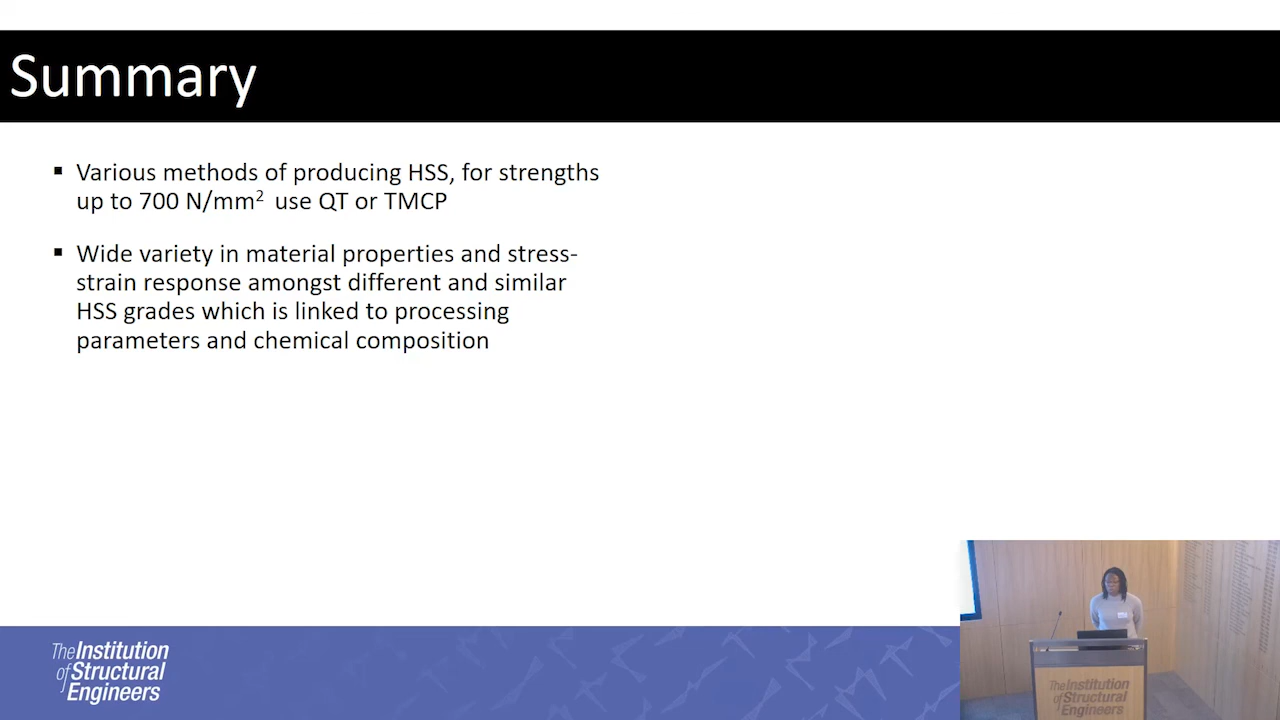 Summary
▪ Various methods of producing HSS, for strengths
up to 700 N/mm² use QT or TMCP
▪ Wide variety in material properties and stress-
strain response amongst different and similar
HSS grades which is linked to processing
parameters and chemical composition
The Institution
of Structural
Engineers
The Institution
of Structural
Engineers